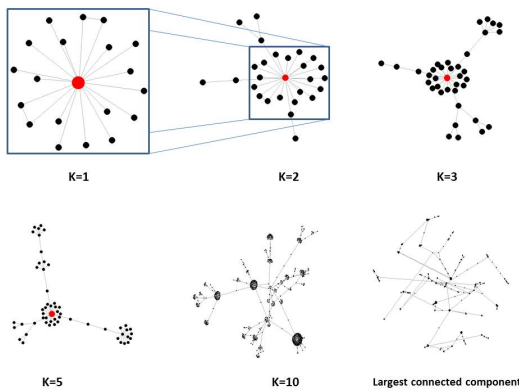 K=1
K=2
K=3
K=5
K=10
Largest connected component